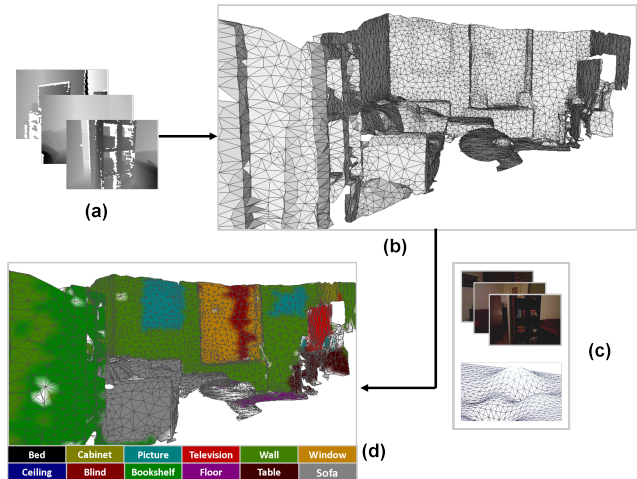 (a)
(b)
(c)
(d)
Bed Cabinet Picture Television Wall Window
Ceiling Blind Bookshelf Floor Table Sofa